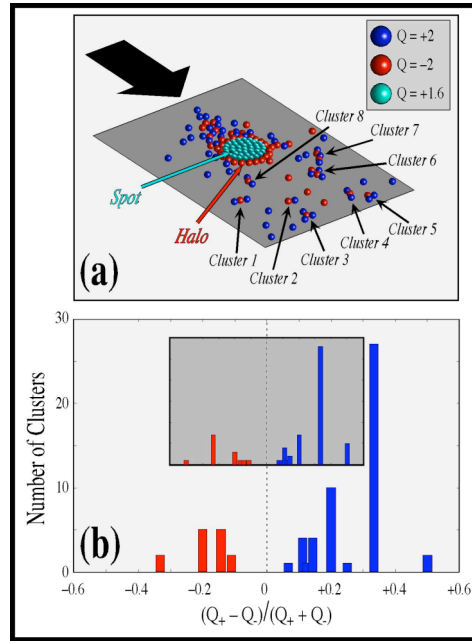 Q = +2
Q = −2
Q = +1.6
Cluster 8
Cluster 7
Cluster 6
Spot
Halo
Cluster 1
Cluster 2
Cluster 3
Cluster 4
Cluster 5
(a)
30
20
10
0
Number of Clusters
(b)
−0.6
−0.4
−0.2
0
+0.2
+0.4
+0.6
(Q₊ − Q₋)/(Q₊ + Q₋)